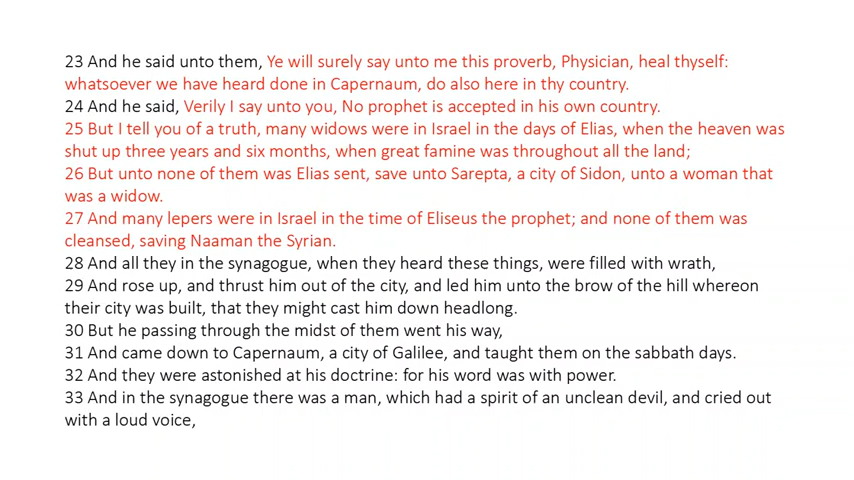 23 And he said unto them, Ye will surely say unto me this proverb, Physician, heal thyself:
whatsoever we have heard done in Capernaum, do also here in thy country.
24 And he said, Verily I say unto you, No prophet is accepted in his own country.
25 But I tell you of a truth, many widows were in Israel in the days of Elias, when the heaven was
shut up three years and six months, when great famine was throughout all the land;
26 But unto none of them was Elias sent, save unto Sarepta, a city of Sidon, unto a woman that
was a widow.
27 And many lepers were in Israel in the time of Eliseus the prophet; and none of them was
cleansed, saving Naaman the Syrian.
28 And all they in the synagogue, when they heard these things, were filled with wrath,
29 And rose up, and thrust him out of the city, and led him unto the brow of the hill whereon
their city was built, that they might cast him down headlong.
30 But he passing through the midst of them went his way,
31 And came down to Capernaum, a city of Galilee, and taught them on the sabbath days.
32 And they were astonished at his doctrine: for his word was with power.
33 And in the synagogue there was a man, which had a spirit of an unclean devil, and cried out
with a loud voice,